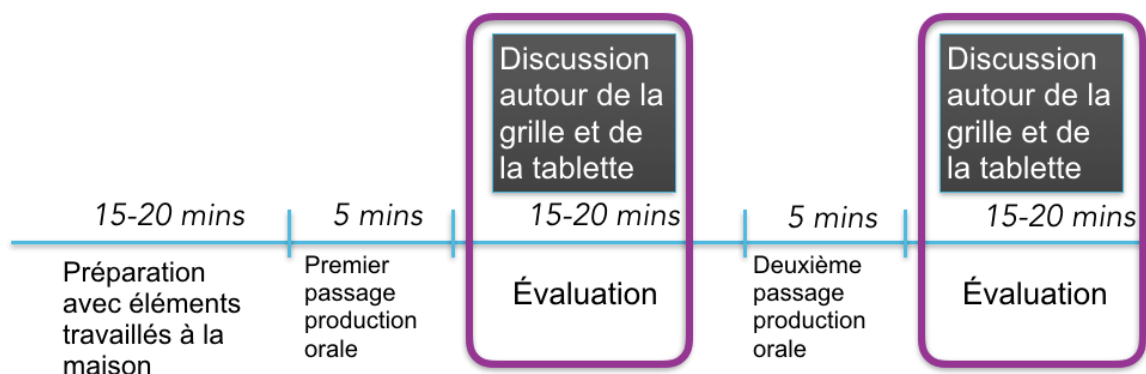 Discussion
autour de la
grille et de
la tablette
Discussion
autour de la
grille et de
la tablette
15-20 mins
5 mins
15-20 mins
5 mins
15-20 mins
Préparation
avec éléments
travaillés à la
maison
Premier
passage
production
orale
Évaluation
Deuxième
passage
production
orale
Évaluation